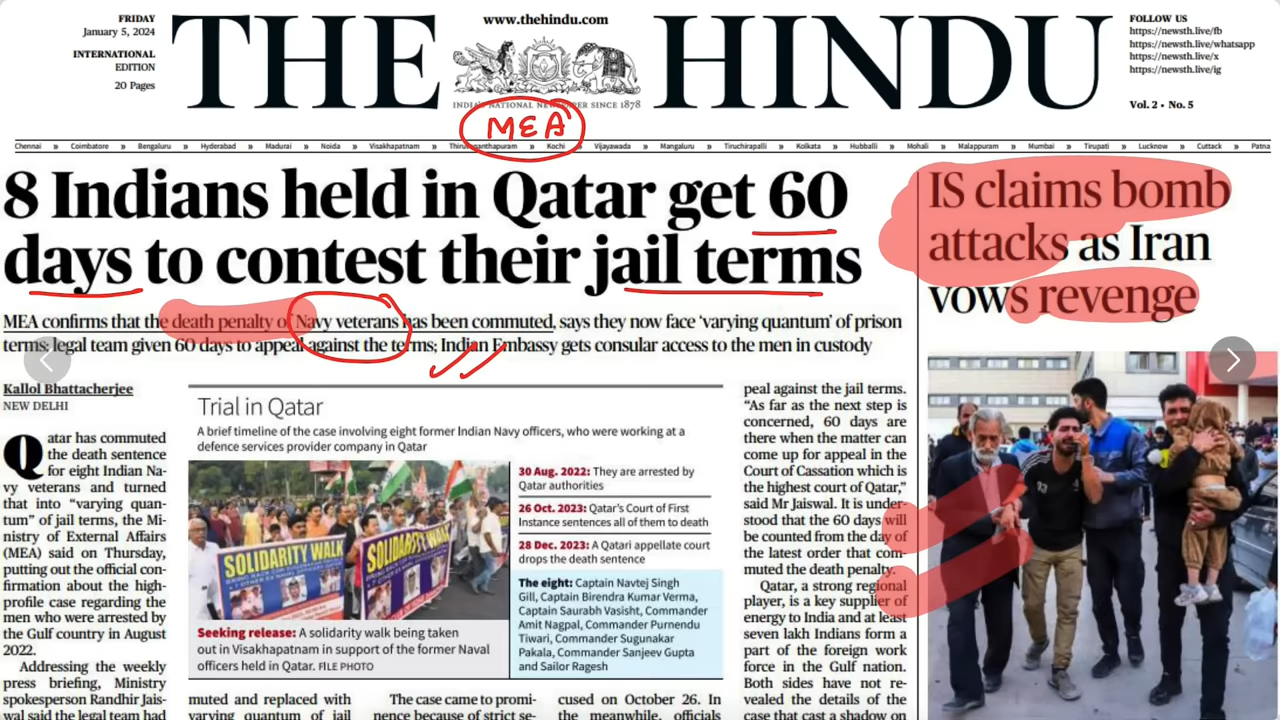 FRIDAY
January 5, 2024
INTERNATIONAL
EDITION
20 Pages
THE HINDU
www.thehindu.com
INDIA'S NATIONAL NEWSPAPER SINCE 1878
FOLLOW US
https://newsth.live/fb
https://newsth.live/whatsapp
https://newsth.live/x
https://newsth.live/ig
Vol. 2 • No. 5
MEA
Chennai » Coimbatore » Bengaluru » Hyderabad » Madurai » Noida » Visakhapatnam » Thiruvananthapuram » Kochi » Vijayawada » Mangaluru » Tiruchirapalli » Kolkata » Hubballi » Mohali » Malappuram » Mumbai » Tirupati » Lucknow » Cuttack » Patna
8 Indians held in Qatar get 60
days to contest their jail terms
MEA confirms that the death penalty of Navy veterans has been commuted, says they now face ‘varying quantum’ of prison
terms; legal team given 60 days to appeal against the terms; Indian Embassy gets consular access to the men in custody
Kallol Bhattacherjee
NEW DELHI
Qatar has commuted
the death sentence
for eight Indian Na-
vy veterans and turned
that into “varying quan-
tum” of jail terms, the Mi-
nistry of External Affairs
(MEA) said on Thursday,
putting out the official con-
firmation about the high-
profile case regarding the
men who were arrested by
the Gulf country in August
2022.
Addressing the weekly
press briefing, Ministry
spokesperson Randhir Jais-
wal said the legal team had
Trial in Qatar
A brief timeline of the case involving eight former Indian Navy officers, who were working at a
defence services provider company in Qatar
SOLIDARITY WALK
SOLIDARITY WALK
Seeking release: A solidarity walk being taken
out in Visakhapatnam in support of the former Naval
officers held in Qatar. FILE PHOTO
30 Aug. 2022: They are arrested by
Qatar authorities
26 Oct. 2023: Qatar’s Court of First
Instance sentences all of them to death
28 Dec. 2023: A Qatari appellate court
drops the death sentence
The eight: Captain Navtej Singh
Gill, Captain Birendra Kumar Verma,
Captain Saurabh Vasisht, Commander
Amit Nagpal, Commander Purnendu
Tiwari, Commander Sugunakar
Pakala, Commander Sanjeev Gupta
and Sailor Ragesh
muted and replaced with
varying quantum of jail
The case came to promi-
nence because of strict se-
cused on October 26. In
the meanwhile, officials
peal against the jail terms.
“As far as the next step is
concerned, 60 days are
there when the matter can
come up for appeal in the
Court of Cassation which is
the highest court of Qatar,”
said Mr Jaiswal. It is under-
stood that the 60 days will
be counted from the day of
the latest order that com-
muted the death penalty.
Qatar, a strong regional
player, is a key supplier of
energy to India and at least
seven lakh Indians form a
part of the foreign work
force in the Gulf nation.
Both sides have not re-
vealed the details of the
case that cast a shadow on
IS claims bomb
attacks as Iran
vows revenge
13